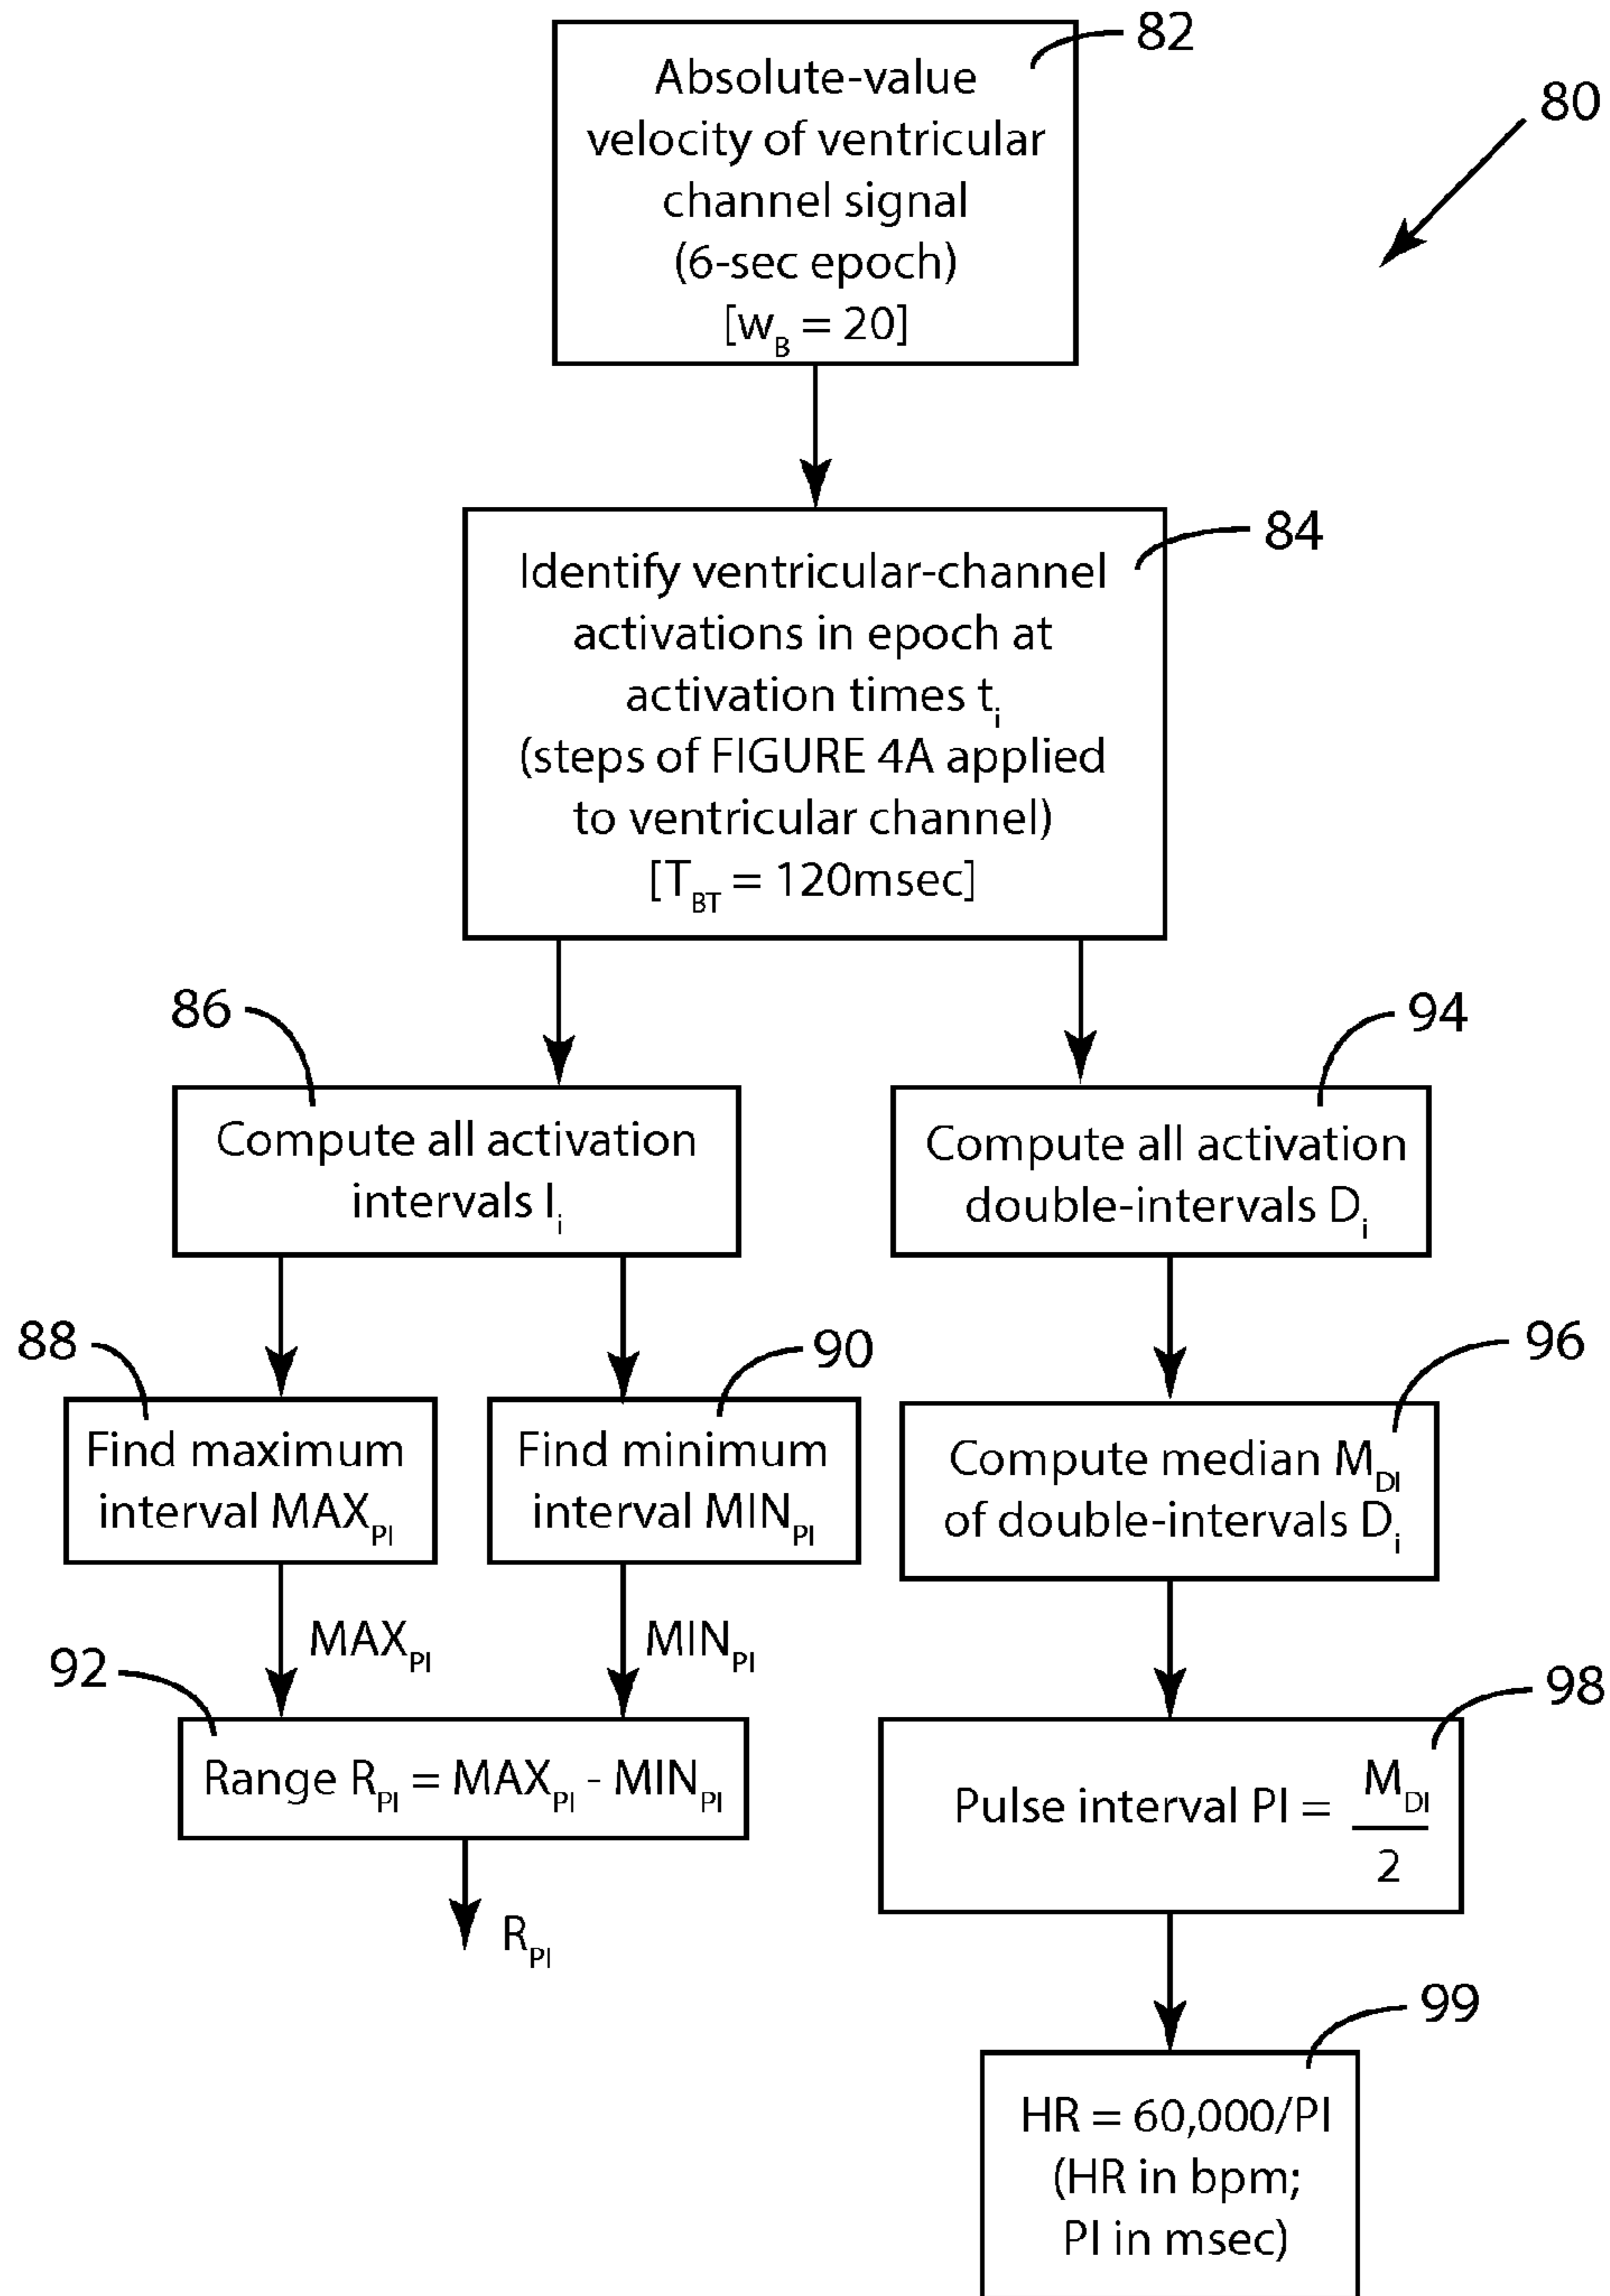 82
80
Absolute-value
velocity of ventricular
channel signal
(6-sec epoch)
[w_B = 20]
84
Identify ventricular-channel
activations in epoch at
activation times t_i
(steps of FIGURE 4A applied
to ventricular channel)
[T_BT = 120msec]
86
Compute all activation
intervals I_i
94
Compute all activation
double-intervals D_i
88
Find maximum
interval MAX_PI
90
Find minimum
interval MIN_PI
96
Compute median M_DI
of double-intervals D_i
MAX_PI
MIN_PI
92
Range R_PI = MAX_PI - MIN_PI
R_PI
98
Pulse interval PI = M_DI
2
99
HR = 60,000/PI
(HR in bpm;
PI in msec)